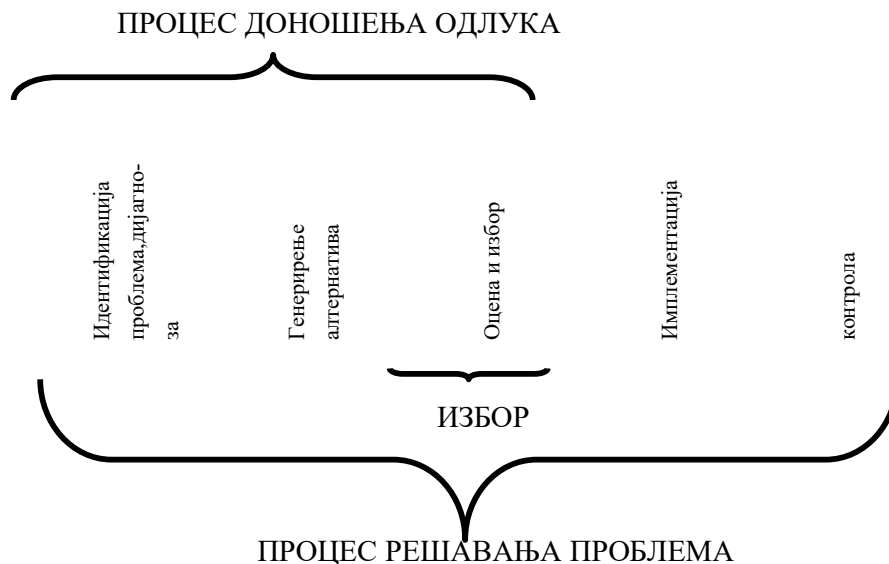 ПРОЦЕС ДОНОШЕЊА ОДЛУКА
Идентификација
проблема,дијагно-
за
Генерирење
алтернатива
Оцена и избор
Имплементација
контрола
ИЗБОР
ПРОЦЕС РЕШАВАЊА ПРОБЛЕМА